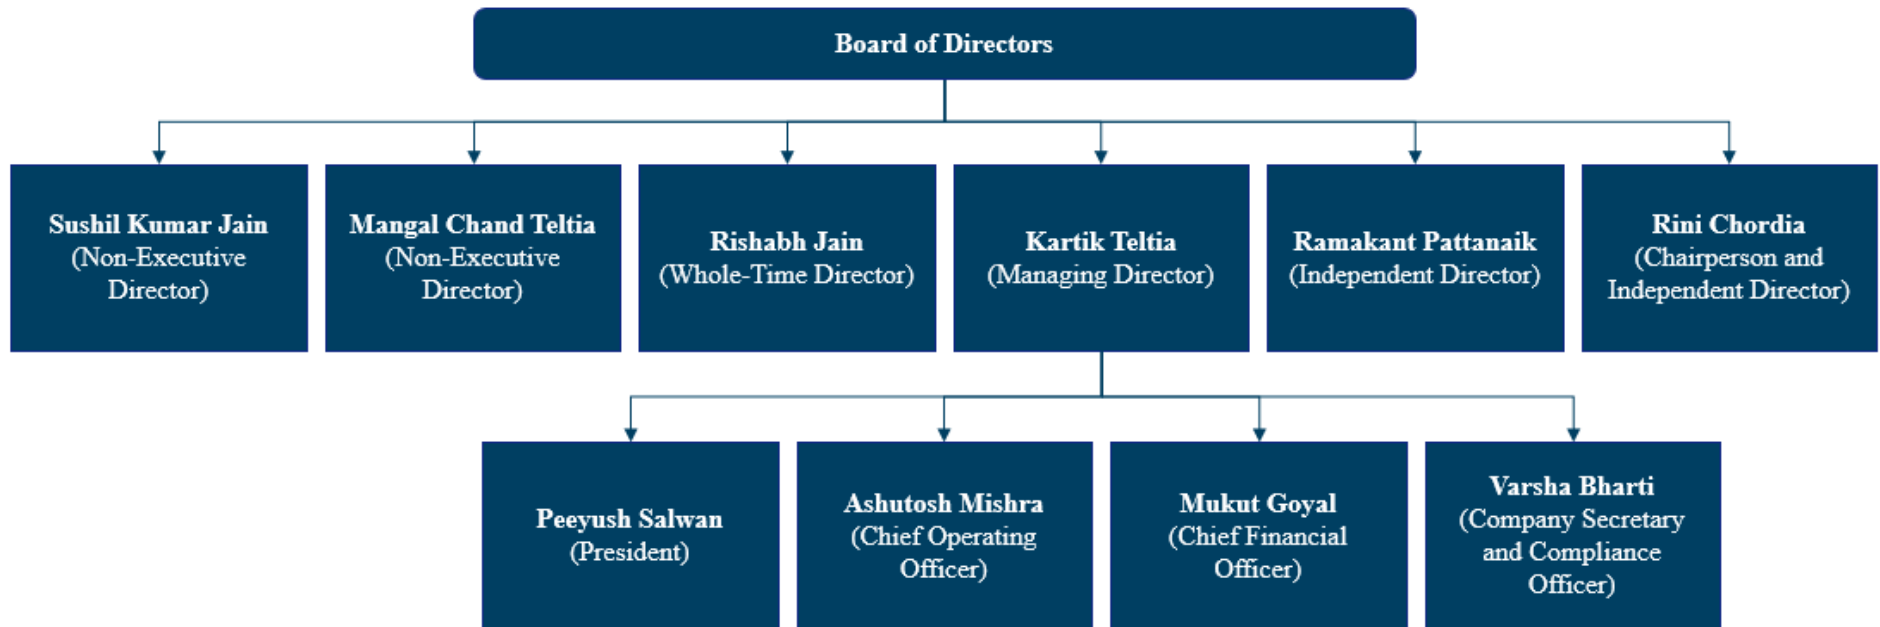 Board of Directors
Sushil Kumar Jain
(Non-Executive
Director)
Mangal Chand Teltia
(Non-Executive
Director)
Rishabh Jain
(Whole-Time Director)
Kartik Teltia
(Managing Director)
Ramakant Pattanaik
(Independent Director)
Rini Chordia
(Chairperson and
Independent Director)
Peeyush Salwan
(President)
Ashutosh Mishra
(Chief Operating
Officer)
Mukut Goyal
(Chief Financial
Officer)
Varsha Bharti
(Company Secretary
and Compliance
Officer)